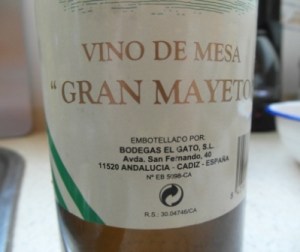 VINO DE MESA
“GRAN MAYETO
EMBOTELLADO POR:
BODEGAS EL GATO, S.L.
Avda. San Fernando, 40
11520 ANDALUCIA - CADIZ - ESPAÑA
Nº EB 5098-CA
R.S.: 30.04746/CA